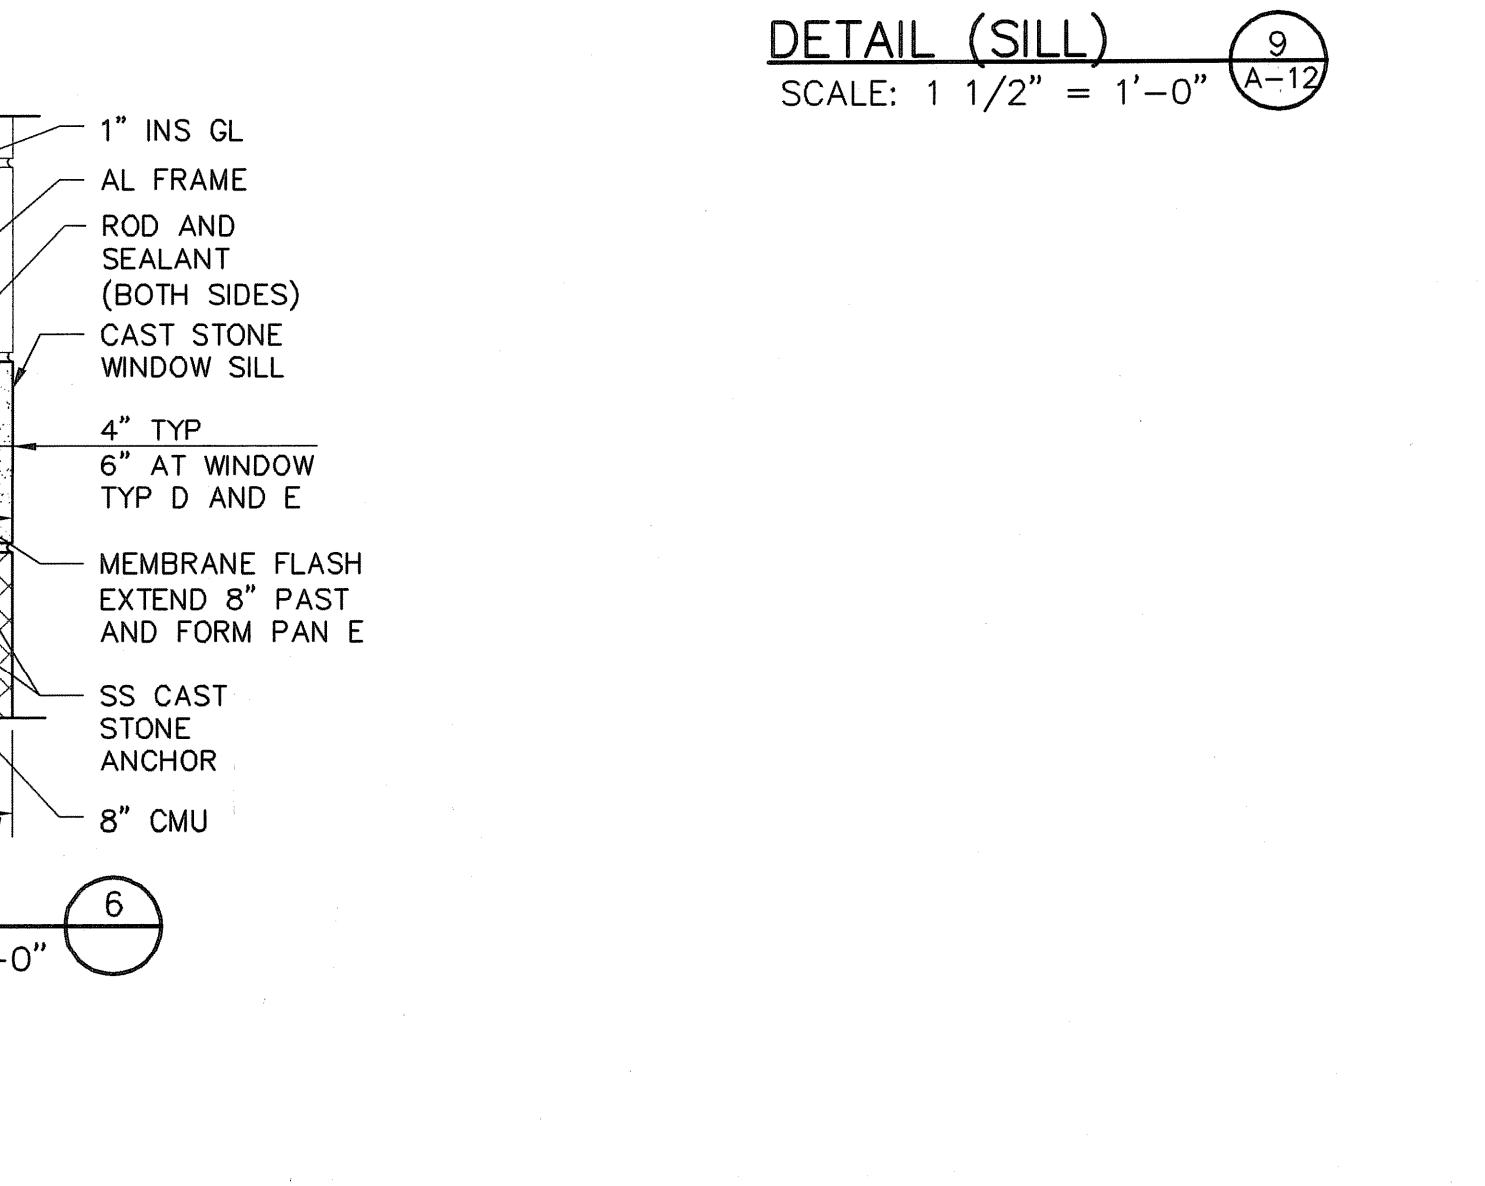 DETAIL (SILL)
9
SCALE: 1 1/2" = 1'-0"
A-12
1" INS GL
AL FRAME
ROD AND
SEALANT
(BOTH SIDES)
CAST STONE
WINDOW SILL
4" TYP
6" AT WINDOW
TYP D AND E
MEMBRANE FLASH
EXTEND 8" PAST
AND FORM PAN E
SS CAST
STONE
ANCHOR
8" CMU
6
-0"